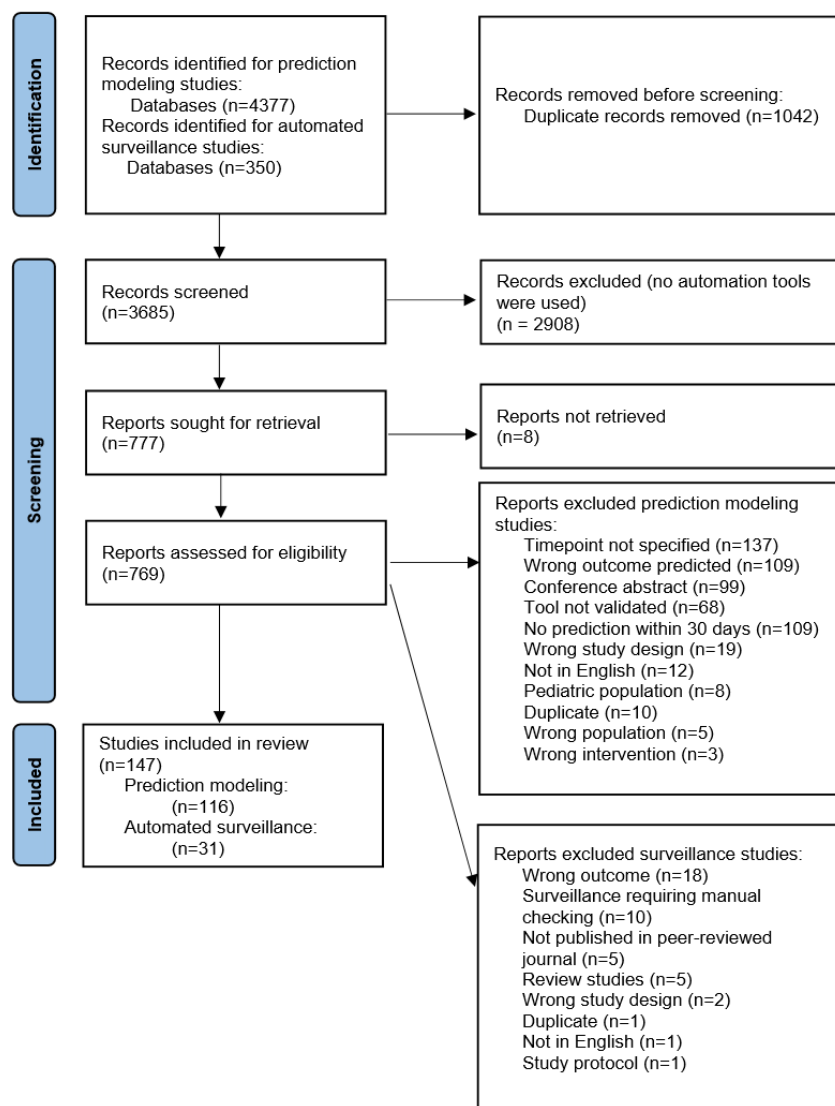 Identification
Records identified for prediction
modeling studies:
Databases (n=4377)
Records identified for automated
surveillance studies:
Databases (n=350)
Records removed before screening:
Duplicate records removed (n=1042)
Screening
Records screened
(n=3685)
Records excluded (no automation tools
were used)
(n = 2908)
Reports sought for retrieval
(n=777)
Reports not retrieved
(n=8)
Reports assessed for eligibility
(n=769)
Reports excluded prediction modeling
studies:
Timepoint not specified (n=137)
Wrong outcome predicted (n=109)
Conference abstract (n=99)
Tool not validated (n=68)
No prediction within 30 days (n=109)
Wrong study design (n=19)
Not in English (n=12)
Pediatric population (n=8)
Duplicate (n=10)
Wrong population (n=5)
Wrong intervention (n=3)
Included
Studies included in review
(n=147)
Prediction modeling:
(n=116)
Automated surveillance:
(n=31)
Reports excluded surveillance studies:
Wrong outcome (n=18)
Surveillance requiring manual
checking (n=10)
Not published in peer-reviewed
journal (n=5)
Review studies (n=5)
Wrong study design (n=2)
Duplicate (n=1)
Not in English (n=1)
Study protocol (n=1)